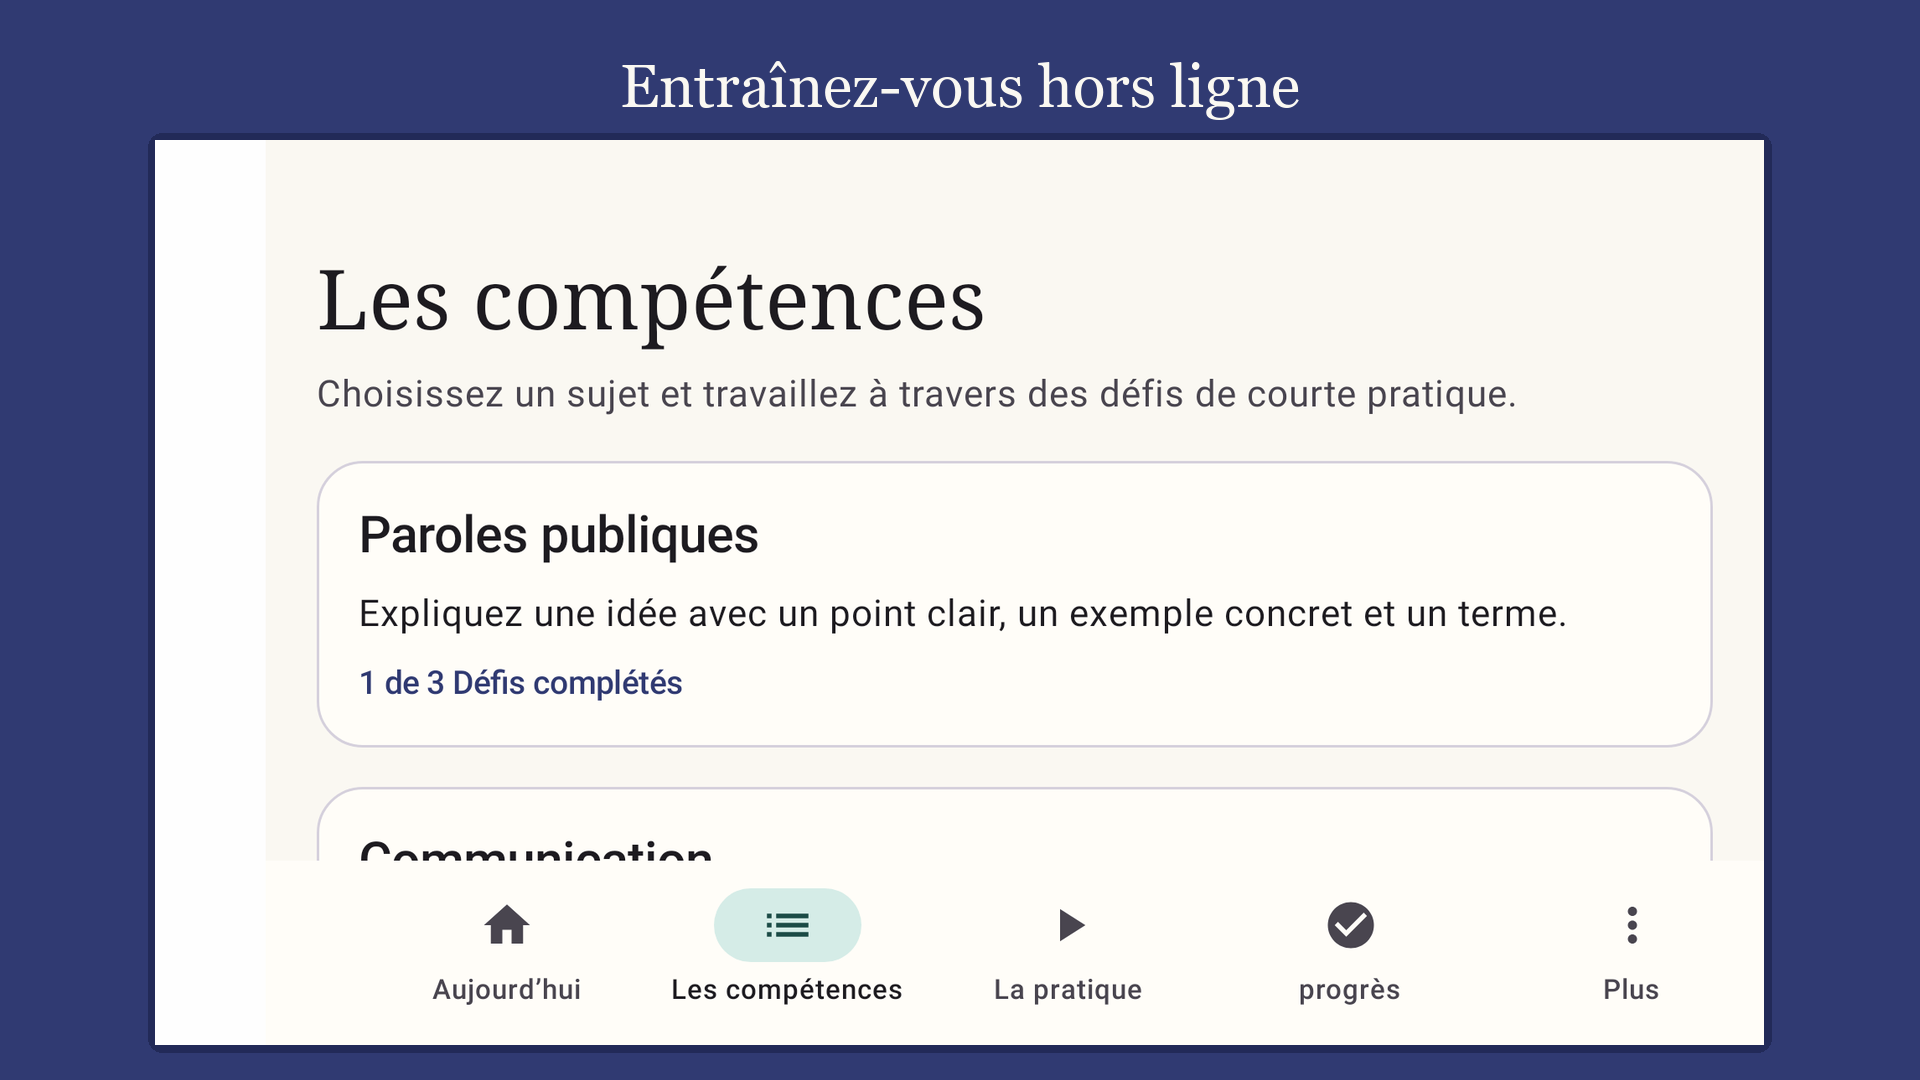 Entraînez-vous hors ligne
Les compétences
Choisissez un sujet et travaillez à travers des défis de courte pratique.
Paroles publiques
Expliquez une idée avec un point clair, un exemple concret et un terme.
1 de 3 Défis complétés
Communication
Aujourd’hui
Les compétences
La pratique
progrès
Plus